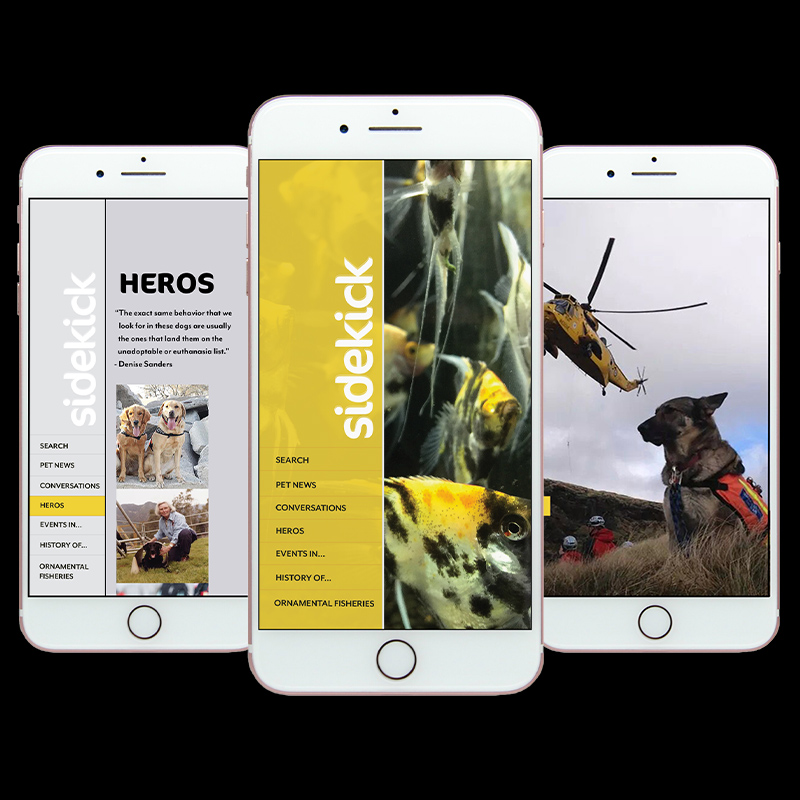 sidekick
SEARCH
PET NEWS
CONVERSATIONS
HEROS
EVENTS IN...
HISTORY OF...
ORNAMENTAL
FISHERIES
HEROS
“The exact same behavior that we
look for in these dogs are usually
the ones that land them on the
unadoptable or euthanasia list.”
- Denise Sanders
sidekick
SEARCH
PET NEWS
CONVERSATIONS
HEROS
EVENTS IN...
HISTORY OF...
ORNAMENTAL FISHERIES